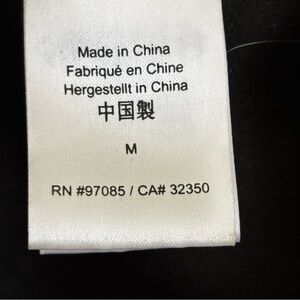 Made in China
Fabriqué en Chine
Hergestellt in China
中国製
M
RN #97085 / CA# 32350